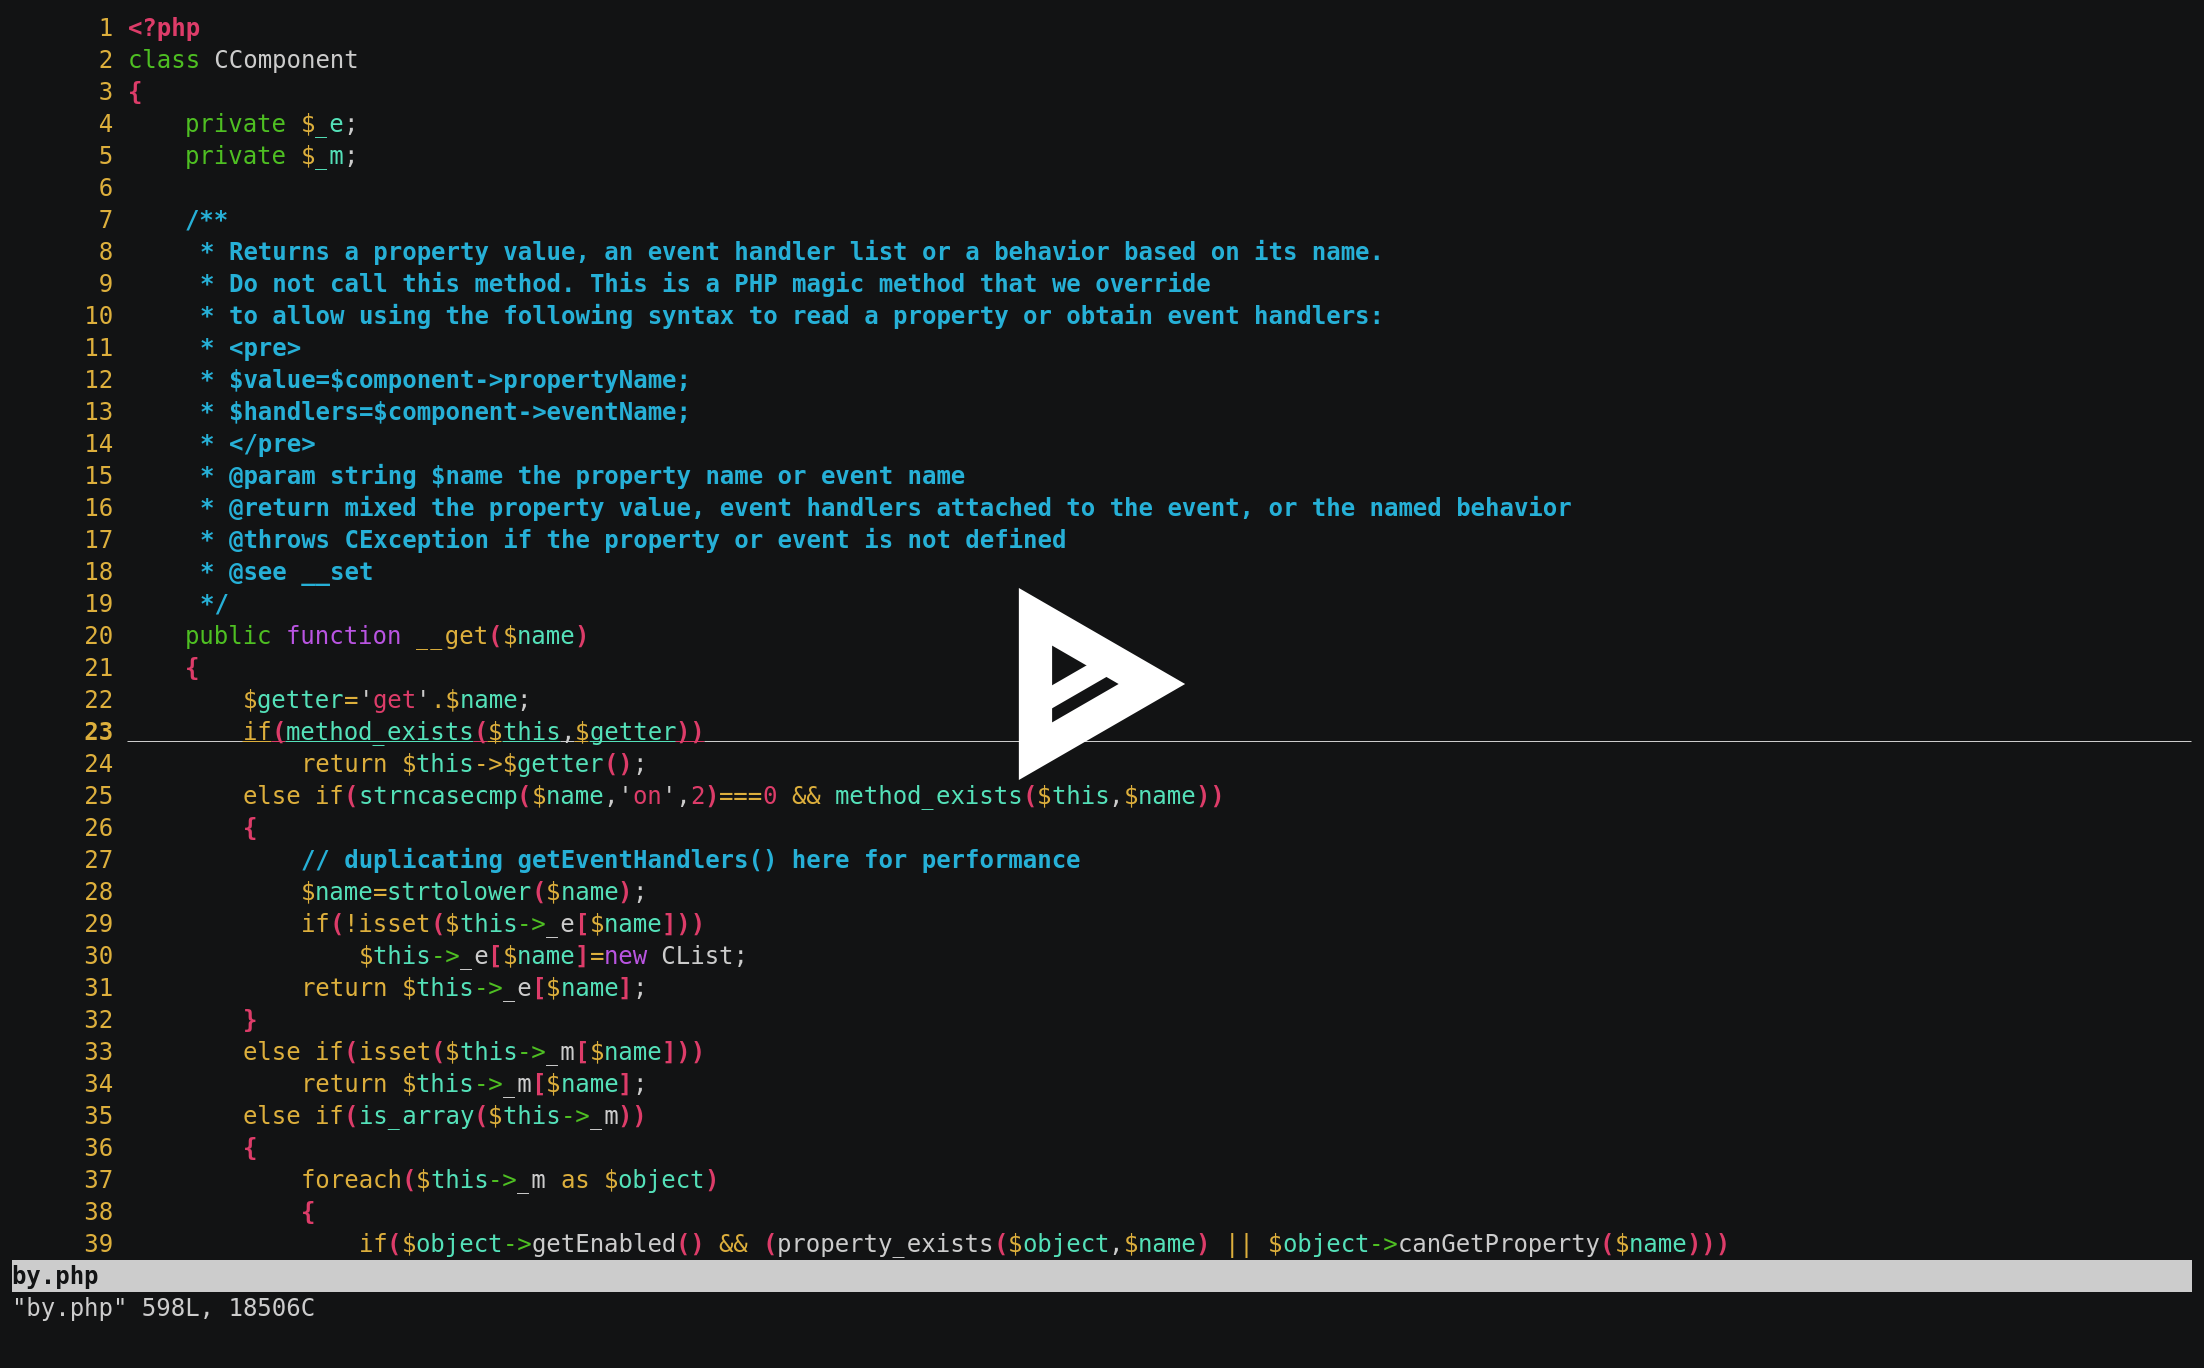 1 <?php
2 class CComponent
3 {
4     private $_e;
5     private $_m;
6
7     /**
8      * Returns a property value, an event handler list or a behavior based on its name.
9      * Do not call this method. This is a PHP magic method that we override
10      * to allow using the following syntax to read a property or obtain event handlers:
11      * <pre>
12      * $value=$component->propertyName;
13      * $handlers=$component->eventName;
14      * </pre>
15      * @param string $name the property name or event name
16      * @return mixed the property value, event handlers attached to the event, or the named behavior
17      * @throws CException if the property or event is not defined
18      * @see __set
19      */
20     public function __get($name)
21     {
22         $getter='get'.$name;
23         if(method_exists($this,$getter))
24             return $this->$getter();
25         else if(strncasecmp($name,'on',2)===0 && method_exists($this,$name))
26         {
27             // duplicating getEventHandlers() here for performance
28             $name=strtolower($name);
29             if(!isset($this->_e[$name]))
30                 $this->_e[$name]=new CList;
31             return $this->_e[$name];
32         }
33         else if(isset($this->_m[$name]))
34             return $this->_m[$name];
35         else if(is_array($this->_m))
36         {
37             foreach($this->_m as $object)
38             {
39                 if($object->getEnabled() && (property_exists($object,$name) || $object->canGetProperty($name)))
by.php
"by.php" 598L, 18506C